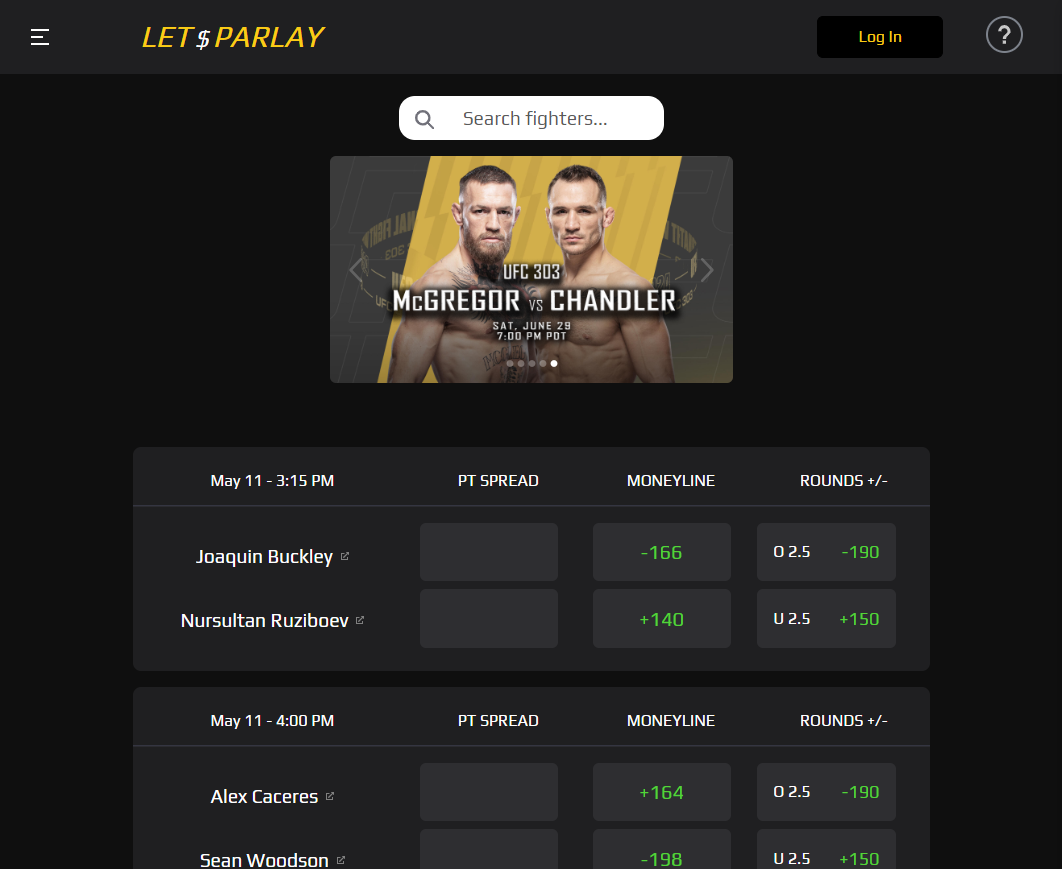 LET$PARLAY
Log In
?
Search fighters...
UFC 303
McGREGOR VS CHANDLER
SAT, JUNE 29
7:00 PM PDT
May 11 - 3:15 PM PT SPREAD MONEYLINE ROUNDS +/-
Joaquin Buckley -166 O 2.5 -190
Nursultan Ruziboev +140 U 2.5 +150
May 11 - 4:00 PM PT SPREAD MONEYLINE ROUNDS +/-
Alex Caceres +164 O 2.5 -190
Sean Woodson -198 U 2.5 +150